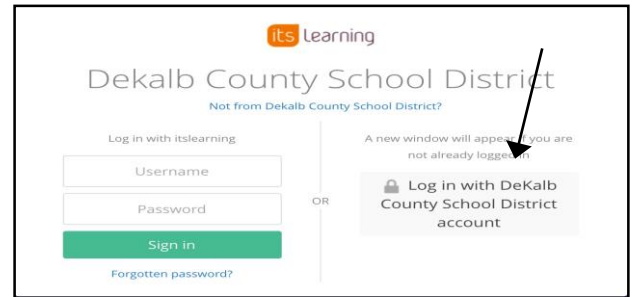 its learning
Dekalb County School District
Not from Dekalb County School District?
Log in with itslearning
Username
Password
Sign in
Forgotten password?
OR
A new window will appear if you are
not already logged in
Log in with DeKalb
County School District
account